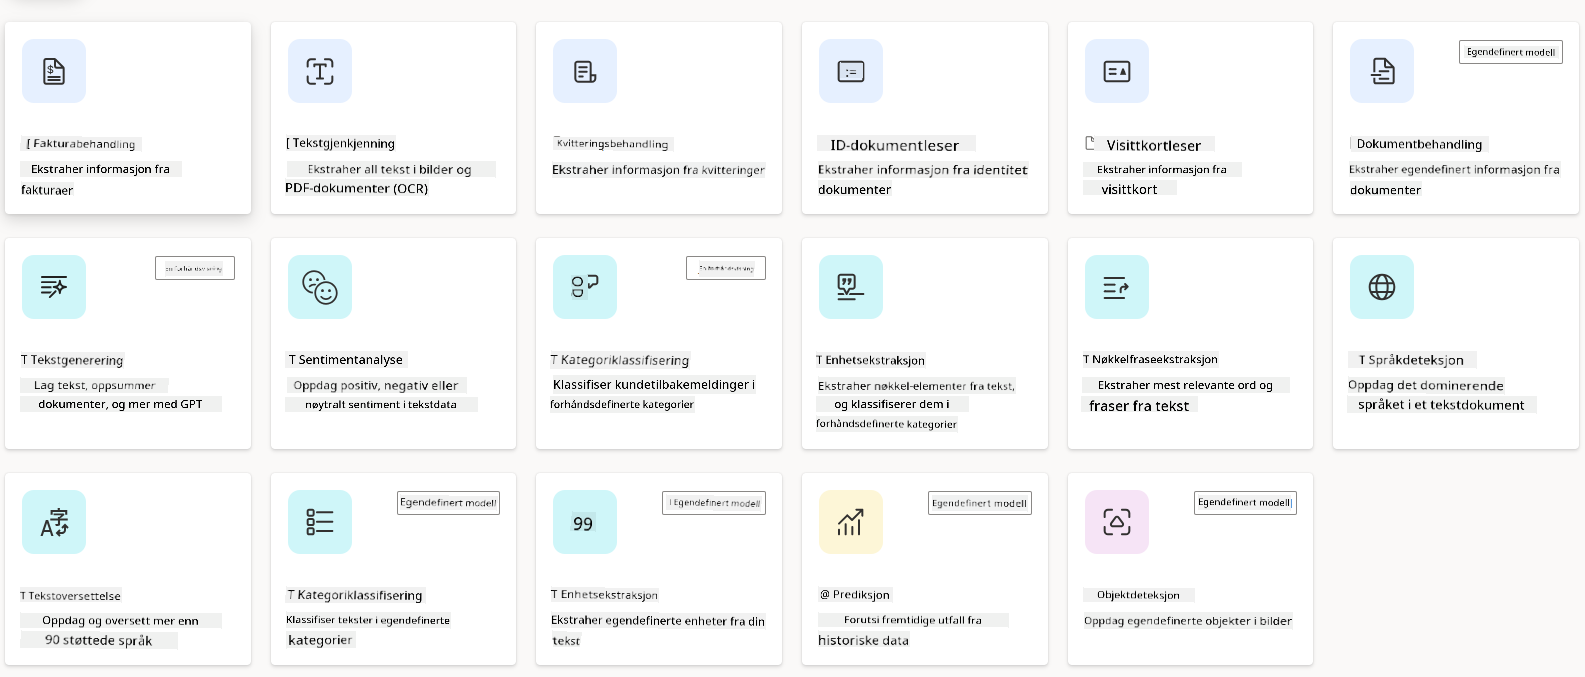 [ Fakturabehandling
Ekstraher informasjon fra
fakturaer
[ Tekstgjenkjenning
Ekstraher all tekst i bilder og
PDF-dokumenter (OCR)
Kvitteringsbehandling
Ekstraher informasjon fra kvitteringer
ID-dokumentleser
Ekstraher informasjon fra identitet
dokumenter
Visittkortleser
Ekstraher informasjon fra
visittkort
Egendefinert modell
Dokumentbehandling
Ekstraher egendefinert informasjon fra
dokumenter
En forhåndsvisning
T Tekstgenerering
Lag tekst, oppsummer
dokumenter, og mer med GPT
T Sentimentanalyse
Oppdag positiv, negativ eller
nøytralt sentiment i tekstdata
En forhåndsvisning
T Kategoriklassifisering
Klassifiser kundetilbakemeldinger i
forhåndsdefinerte kategorier
T Enhetsekstraksjon
Ekstraher nøkkel-elementer fra tekst,
og klassifiserer dem i
forhåndsdefinerte kategorier
T Nøkkelfraseekstraksjon
Ekstraher mest relevante ord og
fraser fra tekst
T Språkdeteksjon
Oppdag det dominerende
språket i et tekstdokument
T Tekstoversettelse
Oppdag og oversett mer enn
90 støttede språk
Egendefinert modell
T Kategoriklassifisering
Klassifiser tekster i egendefinerte
kategorier
| Egendefinert modell
99
T Enhetsekstraksjon
Ekstraher egendefinerte enheter fra din
tekst
Egendefinert modell
@ Prediksjon
Forutsi fremtidige utfall fra
historiske data
Egendefinert modell
Objektdeteksjon
Oppdag egendefinerte objekter i bilder